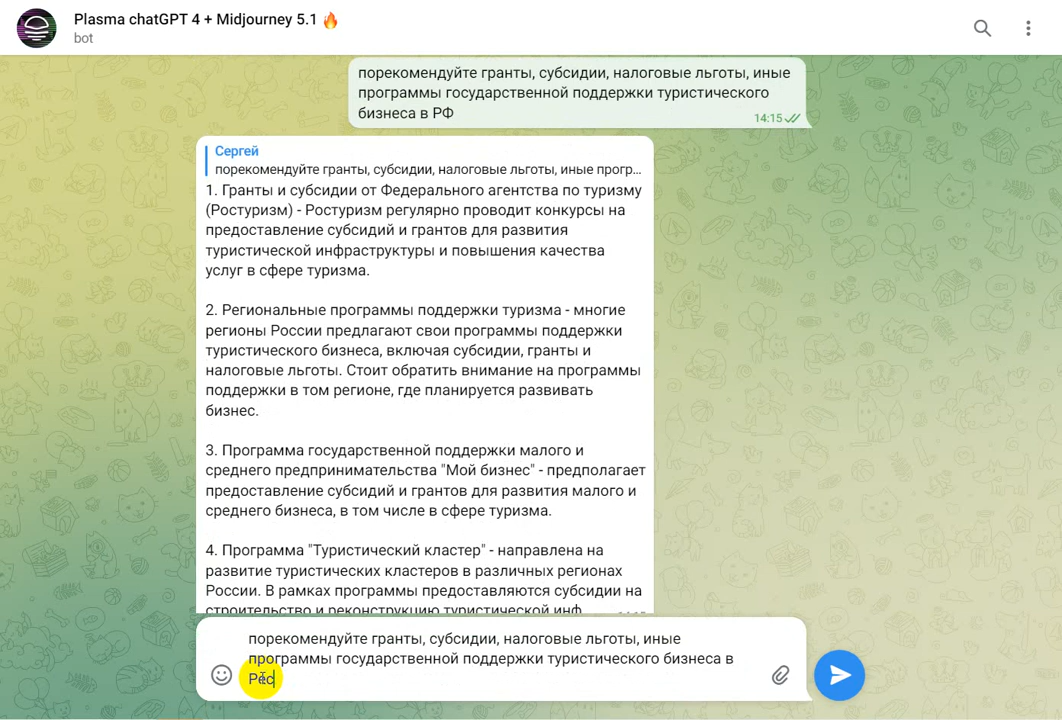 Plasma chatGPT 4 + Midjourney 5.1 🔥
bot
порекомендуйте гранты, субсидии, налоговые льготы, иные
программы государственной поддержки туристического
бизнеса в РФ
14:15
Сергей
порекомендуйте гранты, субсидии, налоговые льготы, иные прогр...
1. Гранты и субсидии от Федерального агентства по туризму
(Ростуризм) - Ростуризм регулярно проводит конкурсы на
предоставление субсидий и грантов для развития
туристической инфраструктуры и повышения качества
услуг в сфере туризма.
2. Региональные программы поддержки туризма - многие
регионы России предлагают свои программы поддержки
туристического бизнеса, включая субсидии, гранты и
налоговые льготы. Стоит обратить внимание на программы
поддержки в том регионе, где планируется развивать
бизнес.
3. Программа государственной поддержки малого и
среднего предпринимательства "Мой бизнес" - предполагает
предоставление субсидий и грантов для развития малого и
среднего бизнеса, в том числе в сфере туризма.
4. Программа "Туристический кластер" - направлена на
развитие туристических кластеров в различных регионах
России. В рамках программы предоставляются субсидии на
строительство и реконструкцию туристической инф
порекомендуйте гранты, субсидии, налоговые льготы, иные
программы государственной поддержки туристического бизнеса в
Рес